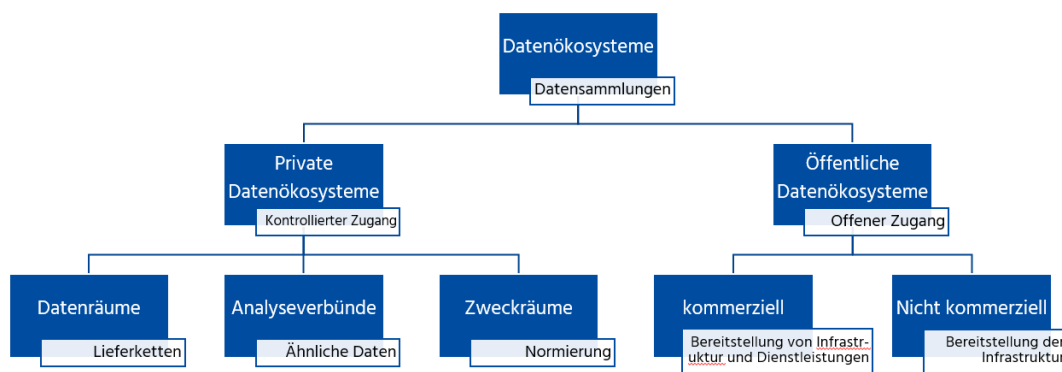 Datenökosysteme
Datensammlungen
Private
Datenökosysteme
Kontrollierter Zugang
Öffentliche
Datenökosysteme
Offener Zugang
Datenräume
Lieferketten
Analyseverbünde
Ähnliche Daten
Zweckräume
Normierung
kommerziell
Bereitstellung von Infrastr-
uktur und Dienstleistungen
Nicht kommerziell
Bereitstellung der
Infrastruktur